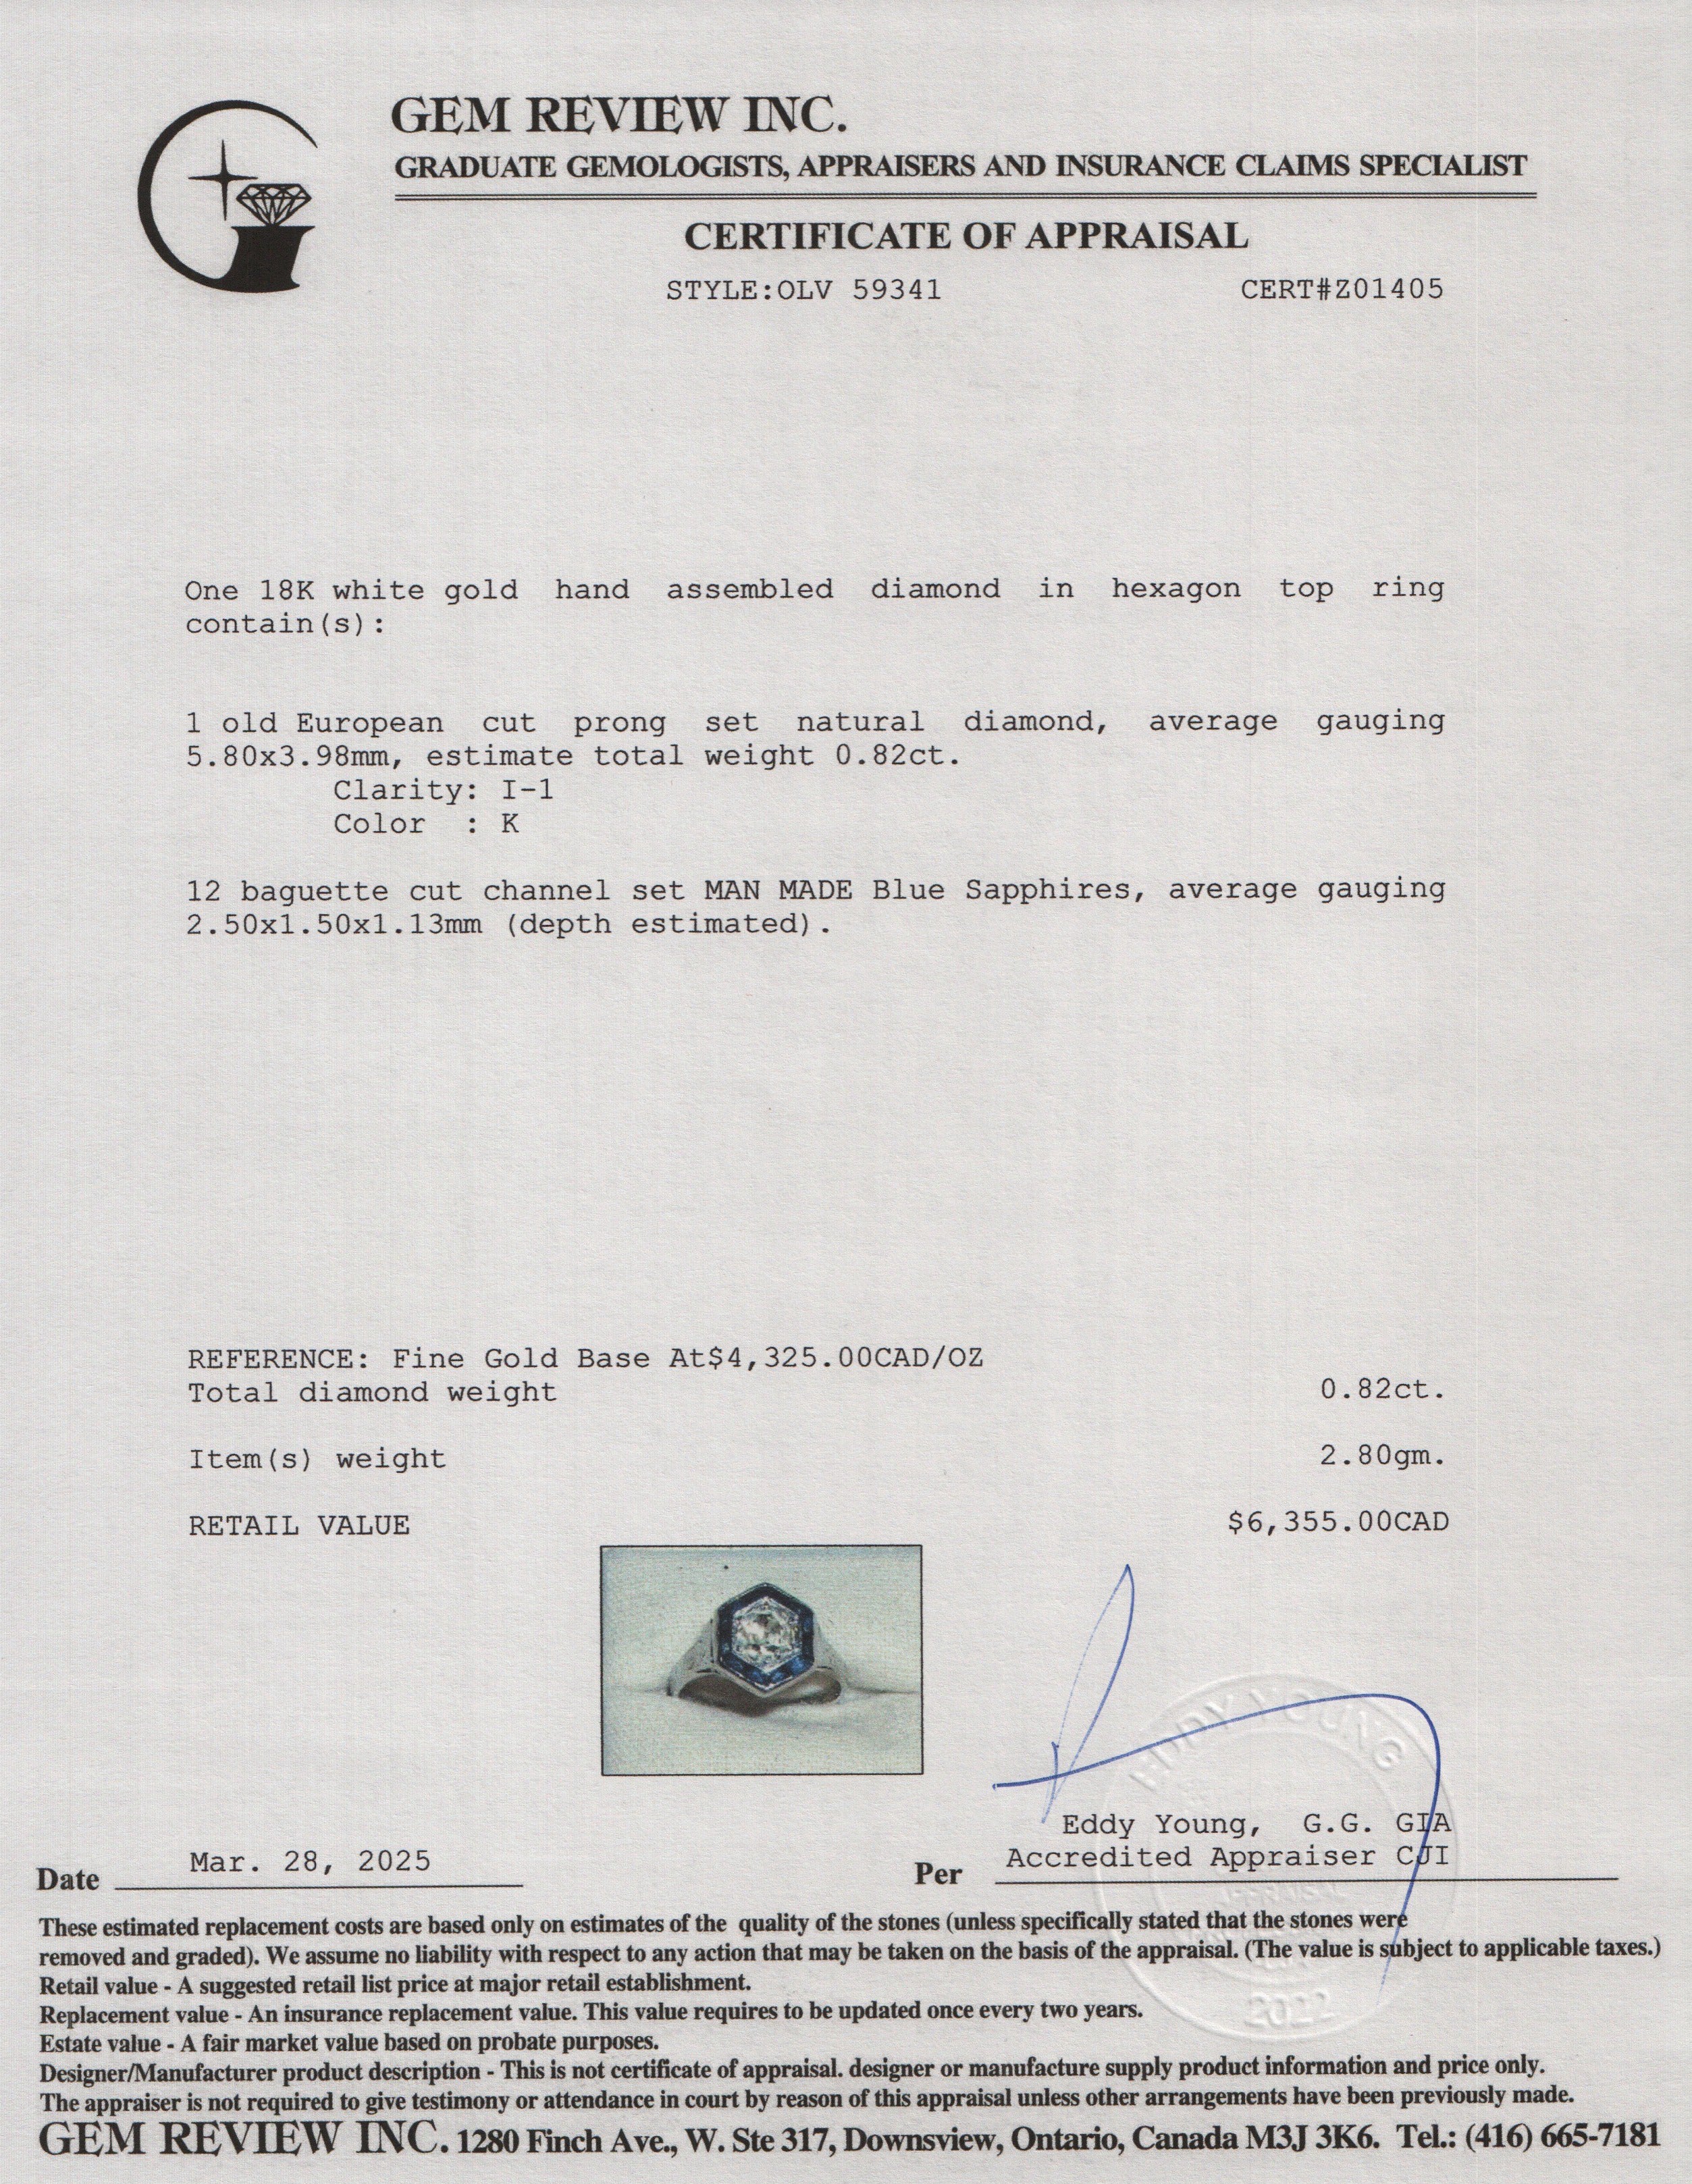 GEM REVIEW INC.
GRADUATE GEMOLOGISTS, APPRAISERS AND INSURANCE CLAIMS SPECIALIST
CERTIFICATE OF APPRAISAL
STYLE:OLV 59341 CERT#Z01405
One 18K white gold hand assembled diamond in hexagon top ring
contain(s):
1 old European cut prong set natural diamond, average gauging
5.80x3.98mm, estimate total weight 0.82ct.
Clarity: I-1
Color : K
12 baguette cut channel set MAN MADE Blue Sapphires, average gauging
2.50x1.50x1.13mm (depth estimated).
REFERENCE: Fine Gold Base At$4,325.00CAD/OZ
Total diamond weight 0.82ct.
Item(s) weight 2.80gm.
RETAIL VALUE $6,355.00CAD
EDDY YOUNG
Eddy Young, G.G. GIA
Accredited Appraiser CJI
Date Mar. 28, 2025 Per
APPRAISAL
2022
These estimated replacement costs are based only on estimates of the quality of the stones (unless specifically stated that the stones were
removed and graded). We assume no liability with respect to any action that may be taken on the basis of the appraisal. (The value is subject to applicable taxes.)
Retail value - A suggested retail list price at major retail establishment.
Replacement value - An insurance replacement value. This value requires to be updated once every two years.
Estate value - A fair market value based on probate purposes.
Designer/Manufacturer product description - This is not certificate of appraisal. designer or manufacture supply product information and price only.
The appraiser is not required to give testimony or attendance in court by reason of this appraisal unless other arrangements have been previously made.
GEM REVIEW INC. 1280 Finch Ave., W. Ste 317, Downsview, Ontario, Canada M3J 3K6. Tel.: (416) 665-7181